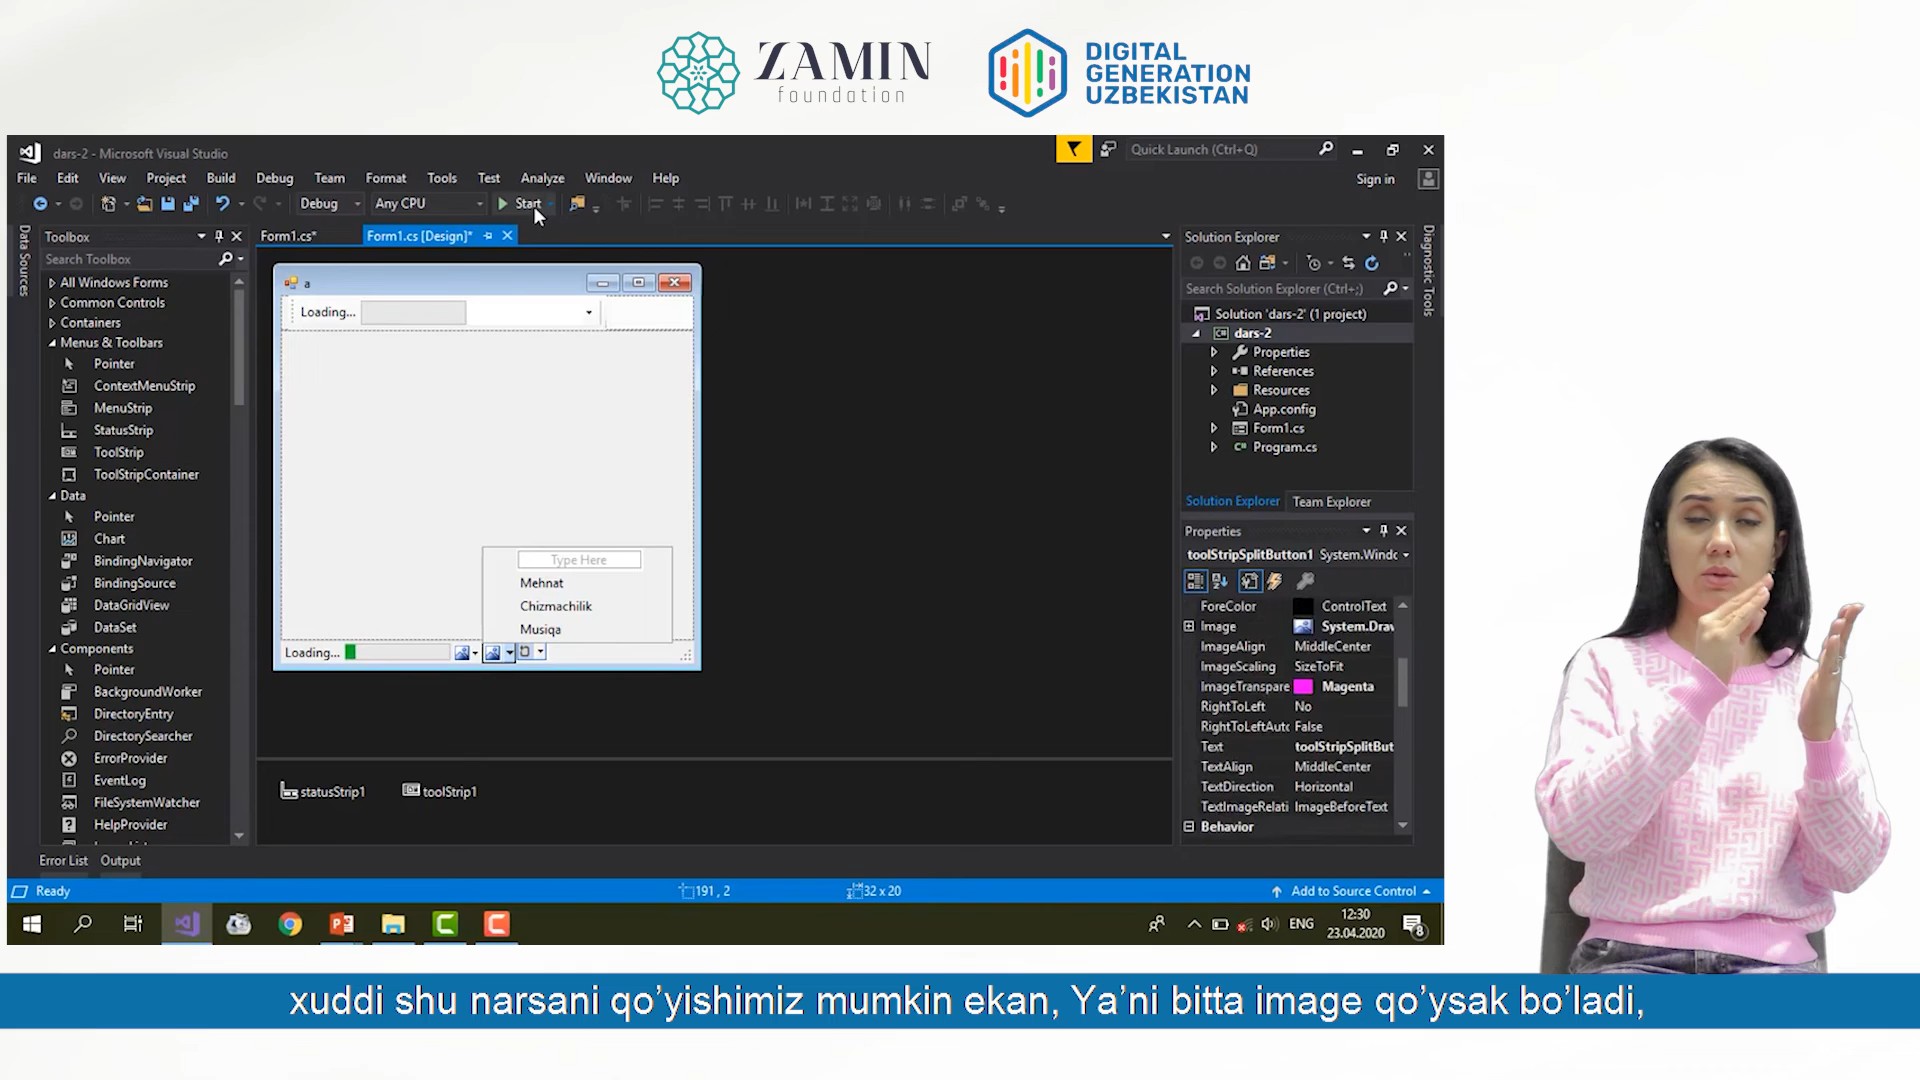 ZAMIN
foundation
DIGITAL
GENERATION
UZBEKISTAN
dars-2 - Microsoft Visual Studio
Quick Launch (Ctrl+Q)
File Edit View Project Build Debug Team Format Tools Test Analyze Window Help
Sign in
Debug Any CPU Start
Data Sources
Toolbox
Search Toolbox
All Windows Forms
Common Controls
Containers
Menus & Toolbars
Pointer
ContextMenuStrip
MenuStrip
StatusStrip
ToolStrip
ToolStripContainer
Data
Pointer
Chart
BindingNavigator
BindingSource
DataGridView
DataSet
Components
Pointer
BackgroundWorker
DirectoryEntry
DirectorySearcher
ErrorProvider
EventLog
FileSystemWatcher
HelpProvider
Form1.cs* Form1.cs [Design]*
a
Loading...
Type Here
Mehnat
Chizmachilik
Musiqa
Loading...
statusStrip1 toolStrip1
Solution Explorer
Search Solution Explorer (Ctrl+;)
Solution 'dars-2' (1 project)
dars-2
Properties
References
Resources
App.config
Form1.cs
Program.cs
Solution Explorer Team Explorer
Properties
toolStripSplitButton1 System.Windc
ForeColor ControlText
Image System.Drav
ImageAlign MiddleCenter
ImageScaling SizeToFit
ImageTranspare Magenta
RightToLeft No
RightToLeftAutc False
Text toolStripSplitBut
TextAlign MiddleCenter
TextDirection Horizontal
TextImageRelati ImageBeforeText
Behavior
Diagnostic Tools
Error List Output
Ready 191 , 2 32 x 20 Add to Source Control
ENG
12:30
23.04.2020
8
xuddi shu narsani qo’yishimiz mumkin ekan, Ya’ni bitta image qo’ysak bo’ladi,